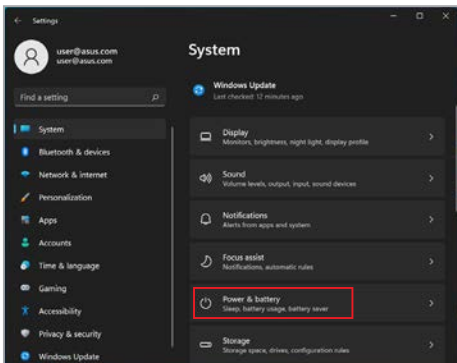 Settings
user@asus.com
user@asus.com
Find a setting
System
Bluetooth & devices
Network & internet
Personalization
Apps
Accounts
Time & language
Gaming
Accessibility
Privacy & security
Windows Update
System
Windows Update
Last checked: 12 minutes ago
Display
Monitors, brightness, night light, display profile
Sound
Volume levels, output, input, sound devices
Notifications
Alerts from apps and system
Focus assist
Notifications, automatic rules
Power & battery
Sleep, battery usage, battery saver
Storage
Storage space, drives, configuration rules